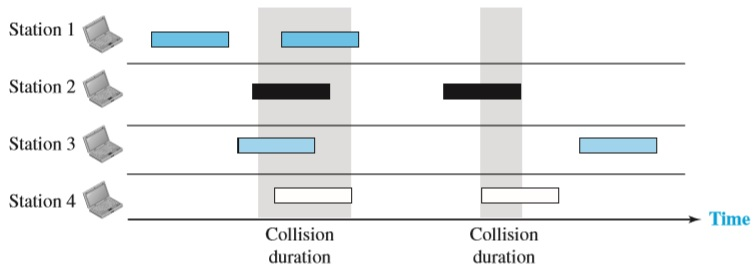 Station 1
Station 2
Station 3
Station 4
Time
Collision
duration
Collision
duration